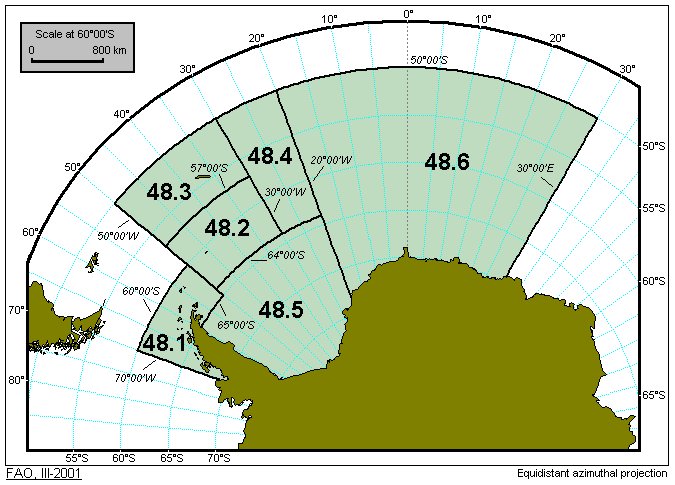 Scale at 60°00'S
0 800 km
0°
10° 10°
20° 20°
30° 30°
50°00'S
40°
50°S
57°00'S
48.4
20°00'W
48.6
50°
48.3
30°00'E
30°00'W
55°S
48.2
60°
50°00'W
64°00'S
60°S
60°00'W
48.5
70°
65°00'S
48.1
70°00'W
80°
65°S
55°S 60°S 65°S 70°S
FAO, III-2001
Equidistant azimuthal projection